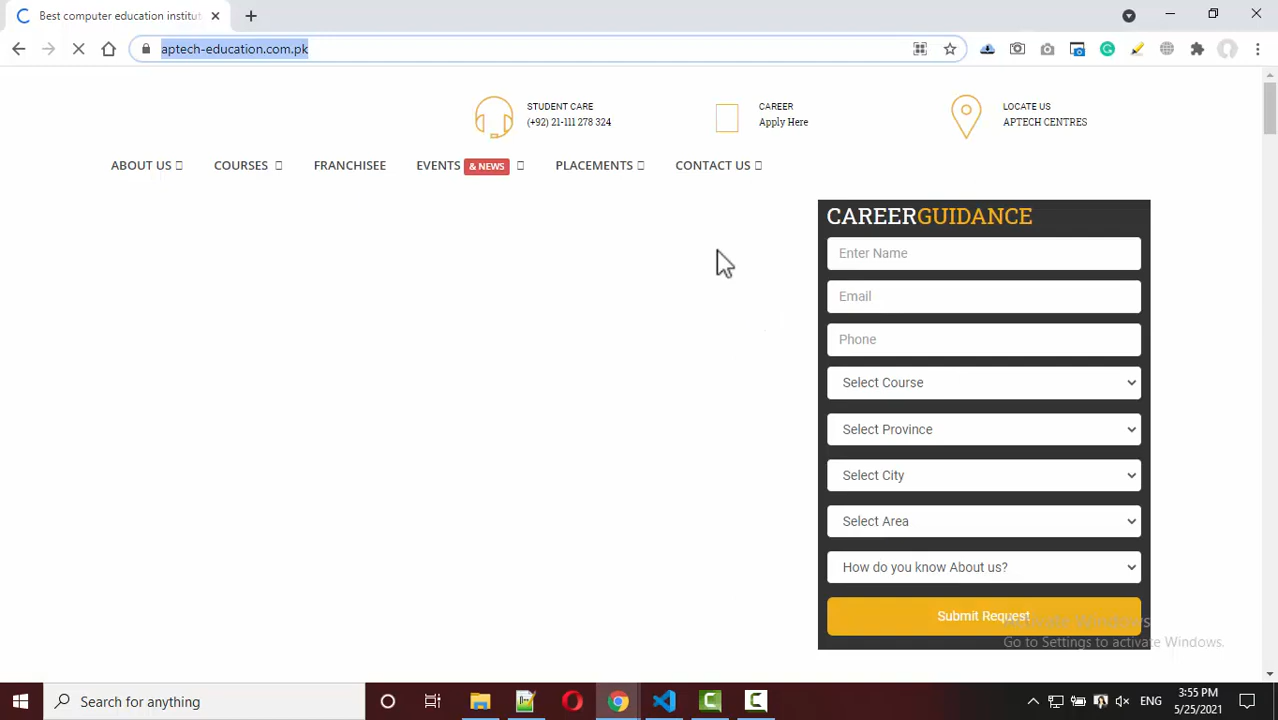 Best computer education institut
aptech-education.com.pk
STUDENT CARE
(+92) 21-111 278 324
CAREER
Apply Here
LOCATE US
APTECH CENTRES
ABOUT US
COURSES
FRANCHISEE
EVENTS & NEWS
PLACEMENTS
CONTACT US
CAREERGUIDANCE
Enter Name
Email
Phone
Select Course
Select Province
Select City
Select Area
How do you know About us?
Submit Request
Activate Windows
Go to Settings to activate Windows.
Search for anything
ENG
3:55 PM
5/25/2021